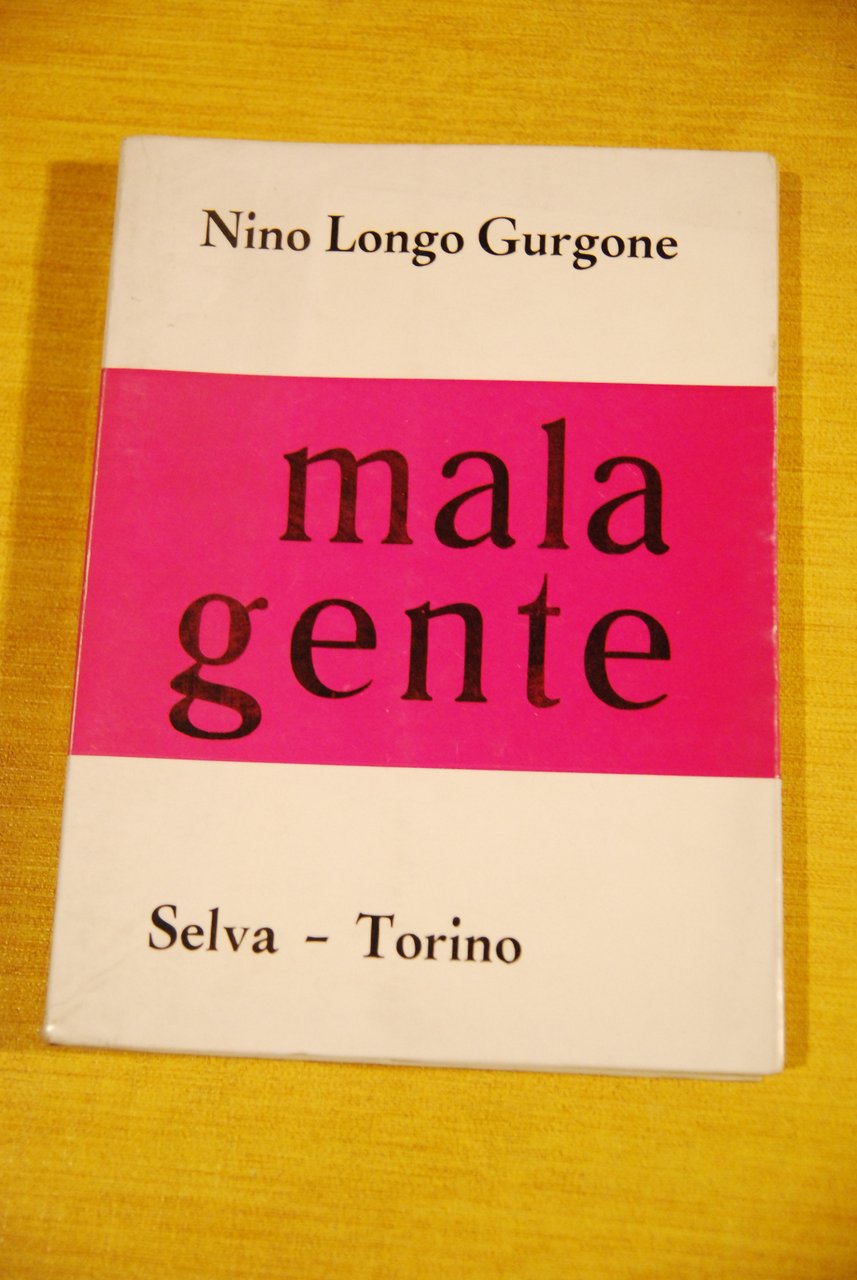 Nino Longo Gurgone
mala
gente
Selva - Torino